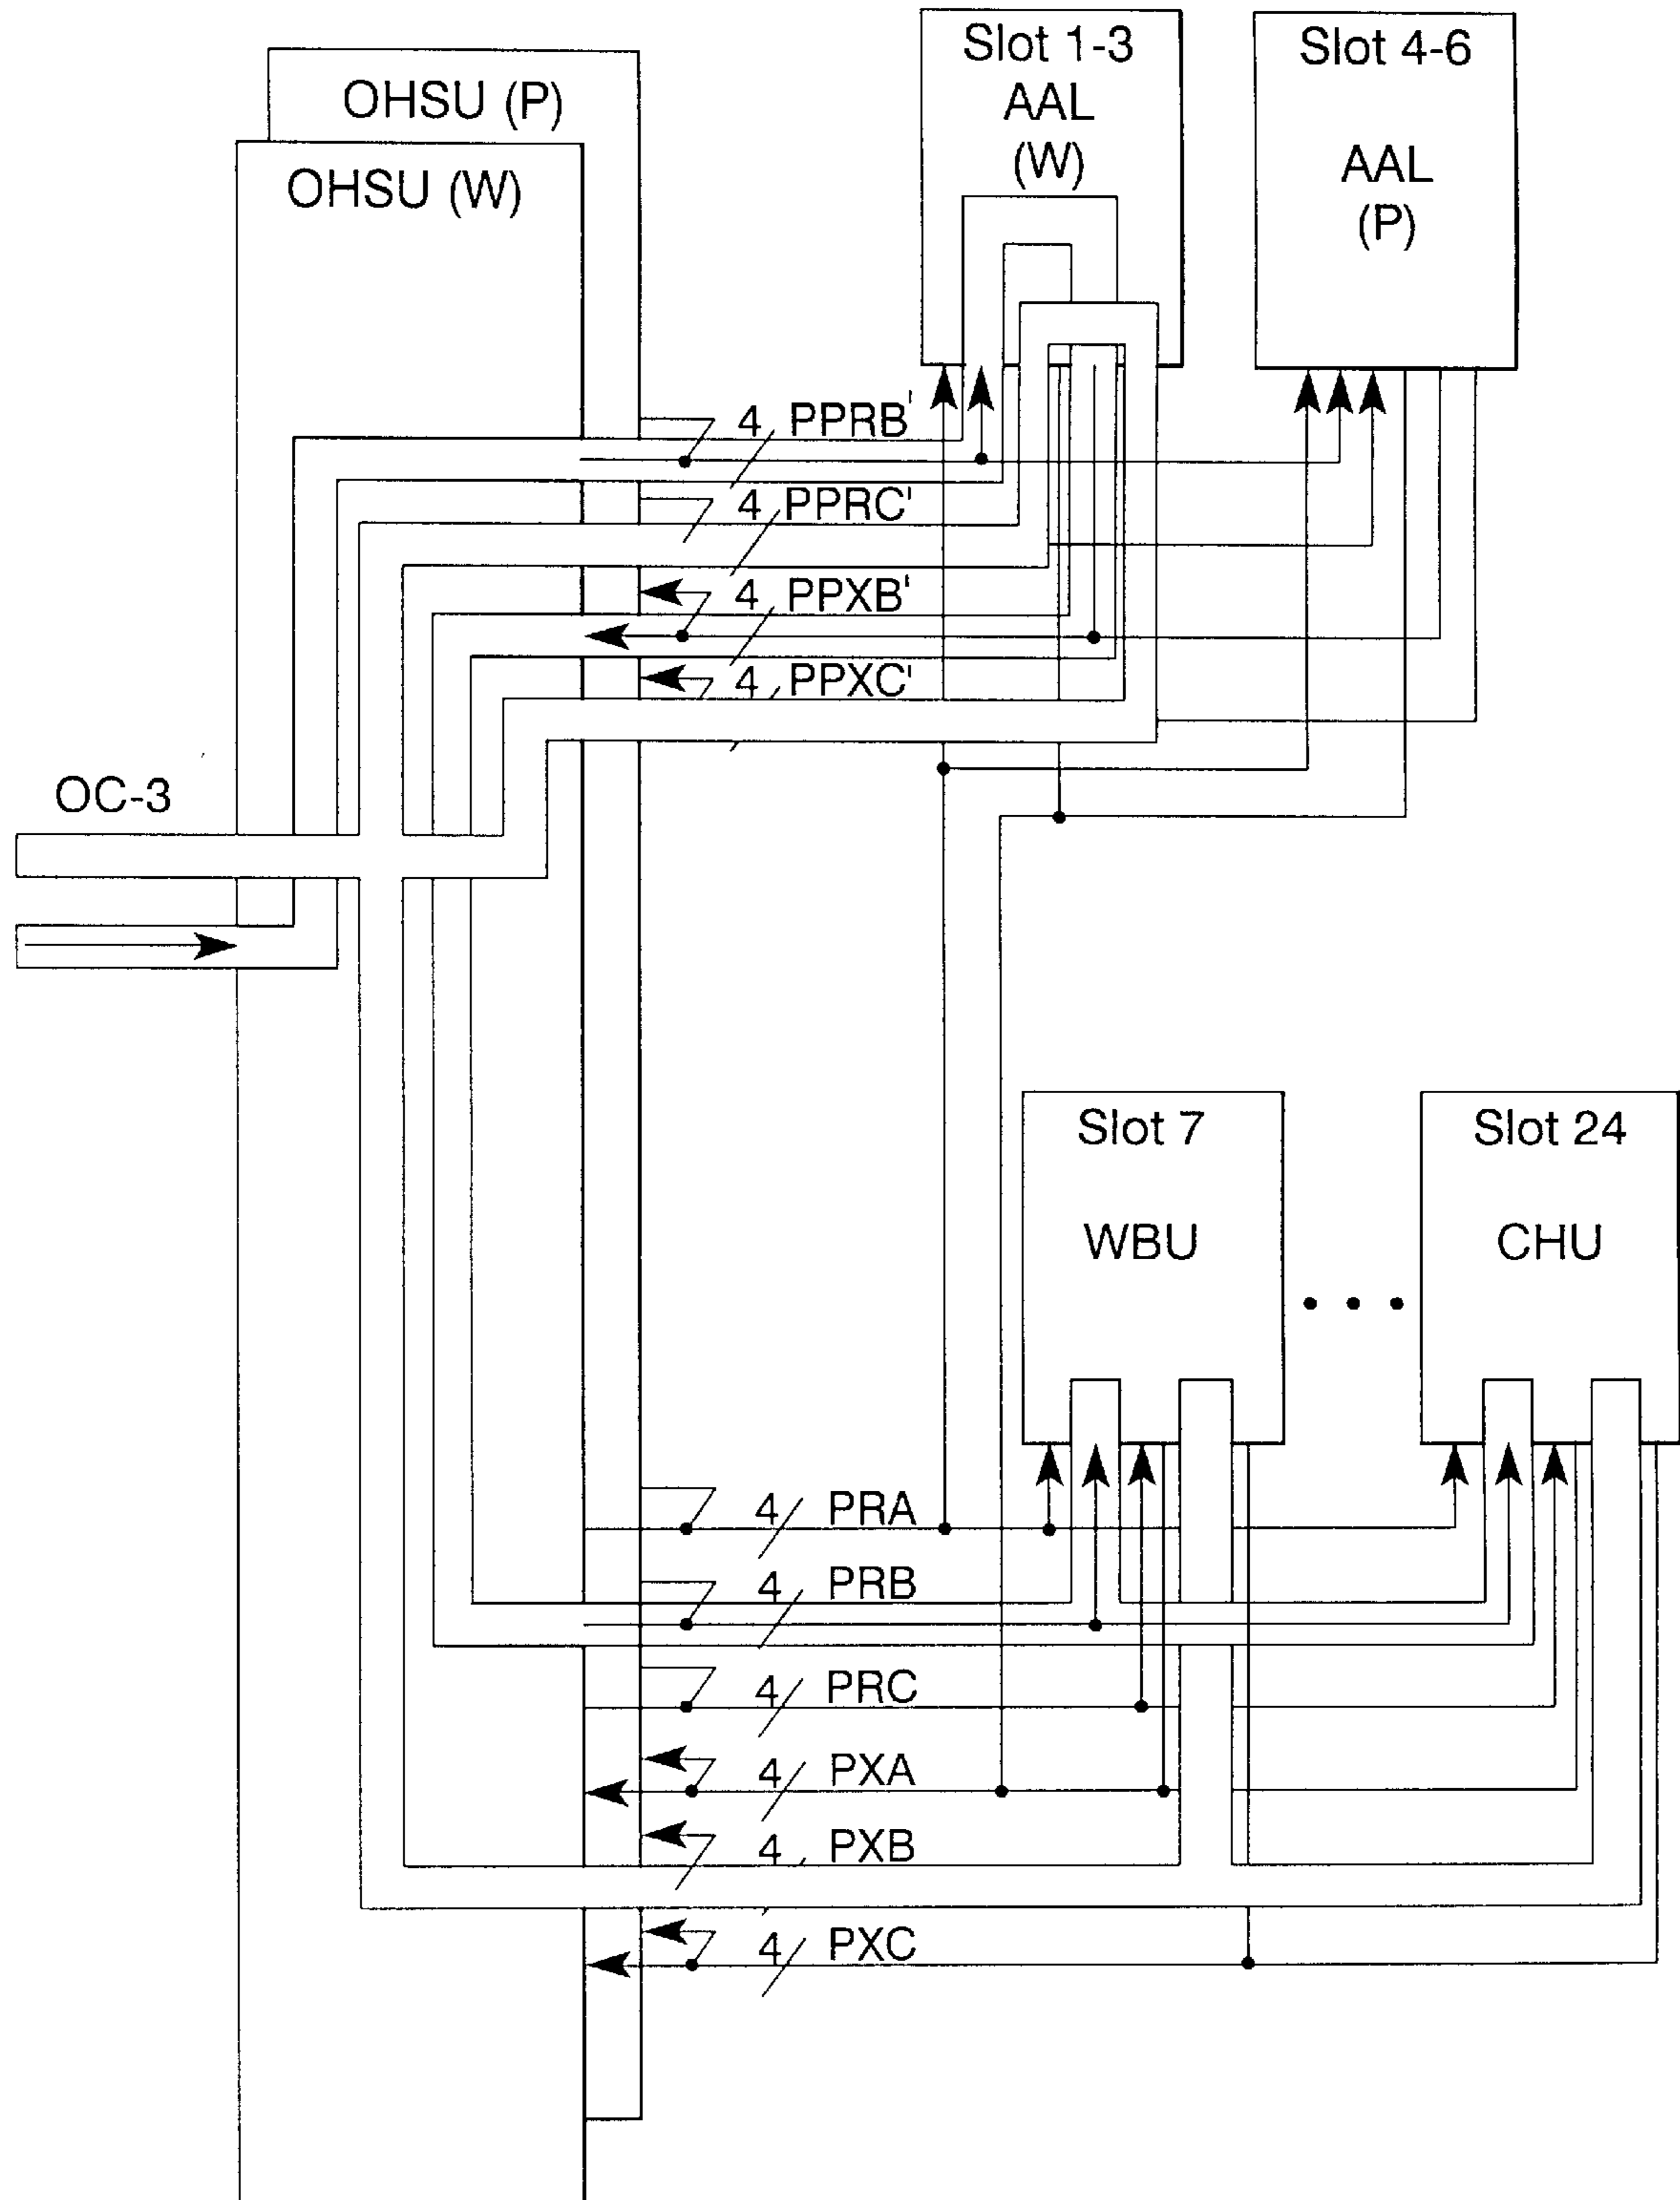 OHSU (P)
OHSU (W)
Slot 1-3
AAL
(W)
Slot 4-6
AAL
(P)
4 PPRB'
4 PPRC'
4 PPXB'
4 PPXC'
OC-3
Slot 7
WBU
Slot 24
CHU
4 PRA
4 PRB
4 PRC
4 PXA
4 PXB
4 PXC